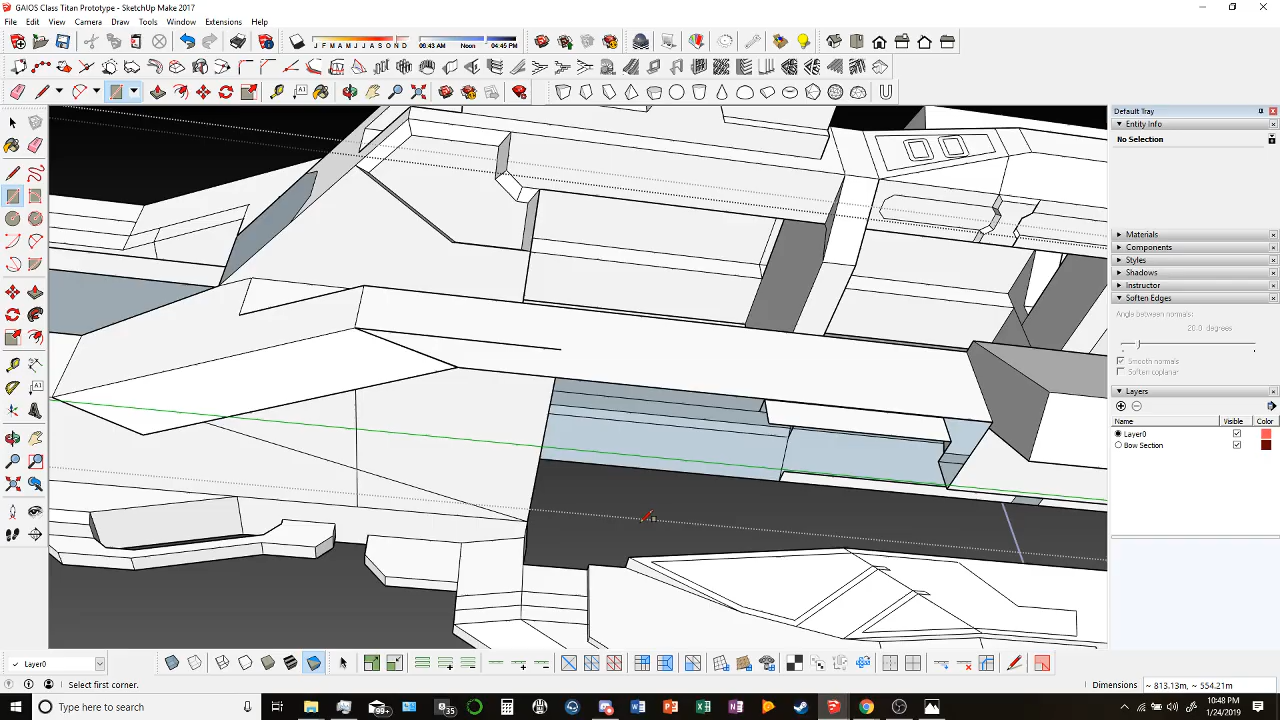 GAIOS Class Titan Prototype - SketchUp Make 2017
File Edit View Camera Draw Tools Window Extensions Help
J F M A M J J A S O N D
Noon
04:45 PM
Default Tray
Entity Info
No Selection
Materials
Components
Styles
Shadows
Instructor
Soften Edges
Angle between normals:
20.0 degrees
Smooth normals
Soften coplanar
Layers
Name Visible Color
Layer0
Bow Section
Layer0
Select first corner.
Dimensions ~ 813.13m, ~ 554.21m
Type here to search
99+
35
10:48 PM
1/24/2019